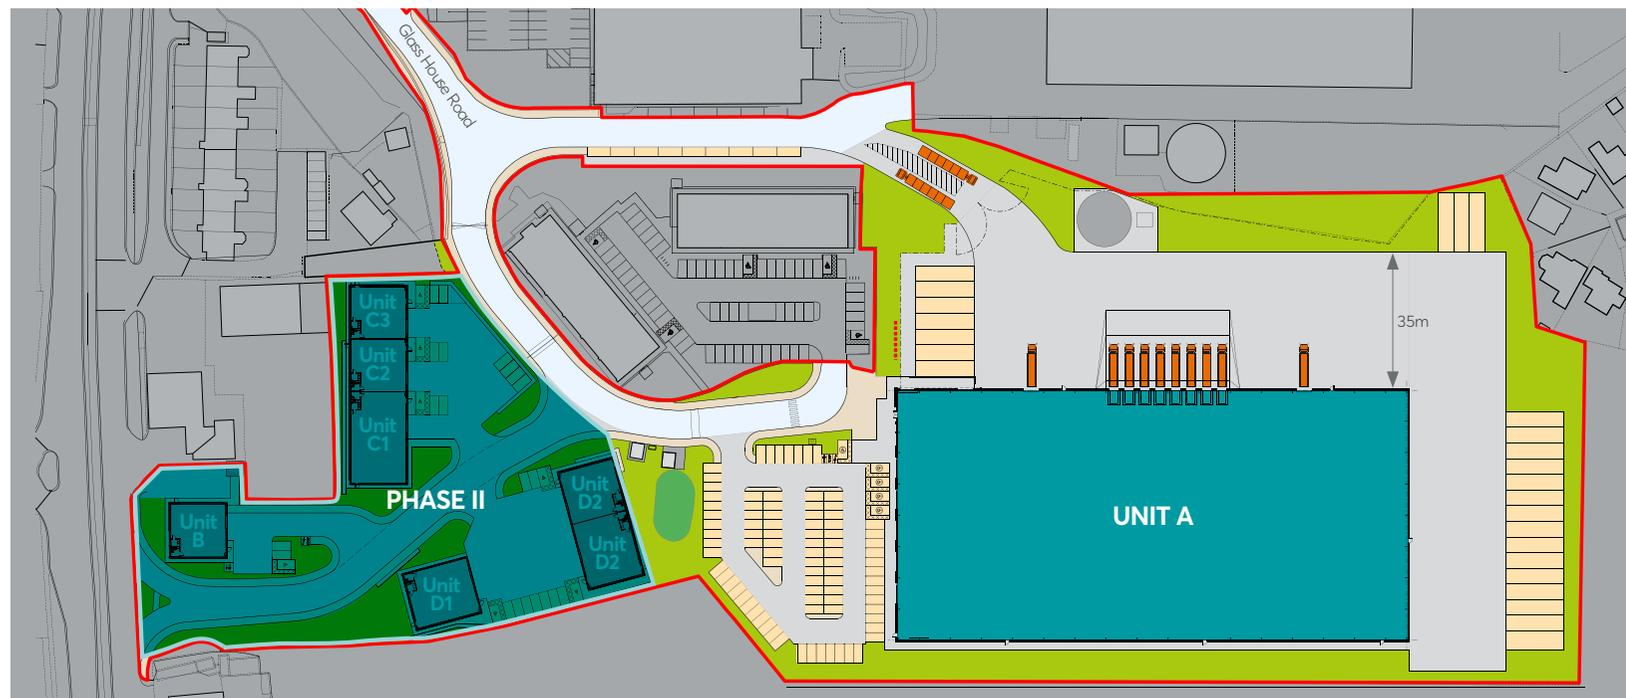 Glass House Road
35m
Unit
C3
Unit
C2
Unit
C1
PHASE II
Unit
B
Unit
D2
Unit
D2
Unit
D1
UNIT A